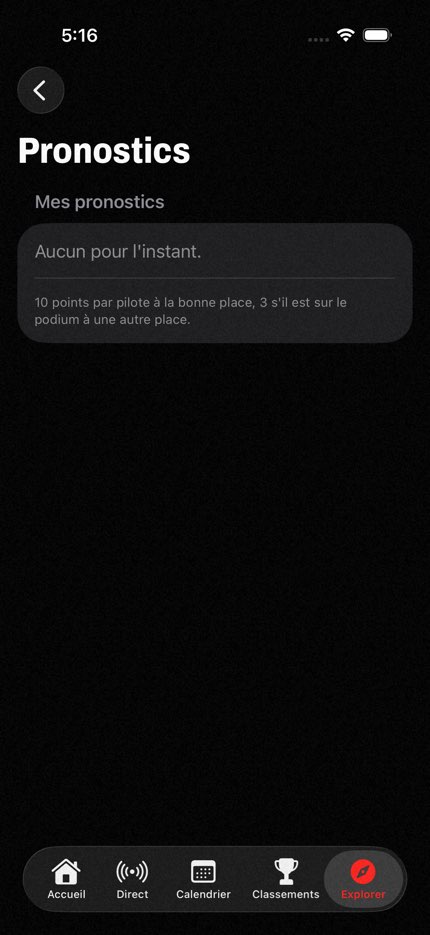 5:16
Pronostics
Mes pronostics
Aucun pour l'instant.
10 points par pilote à la bonne place, 3 s'il est sur le
podium à une autre place.
Accueil
Direct
Calendrier
Classements
Explorer